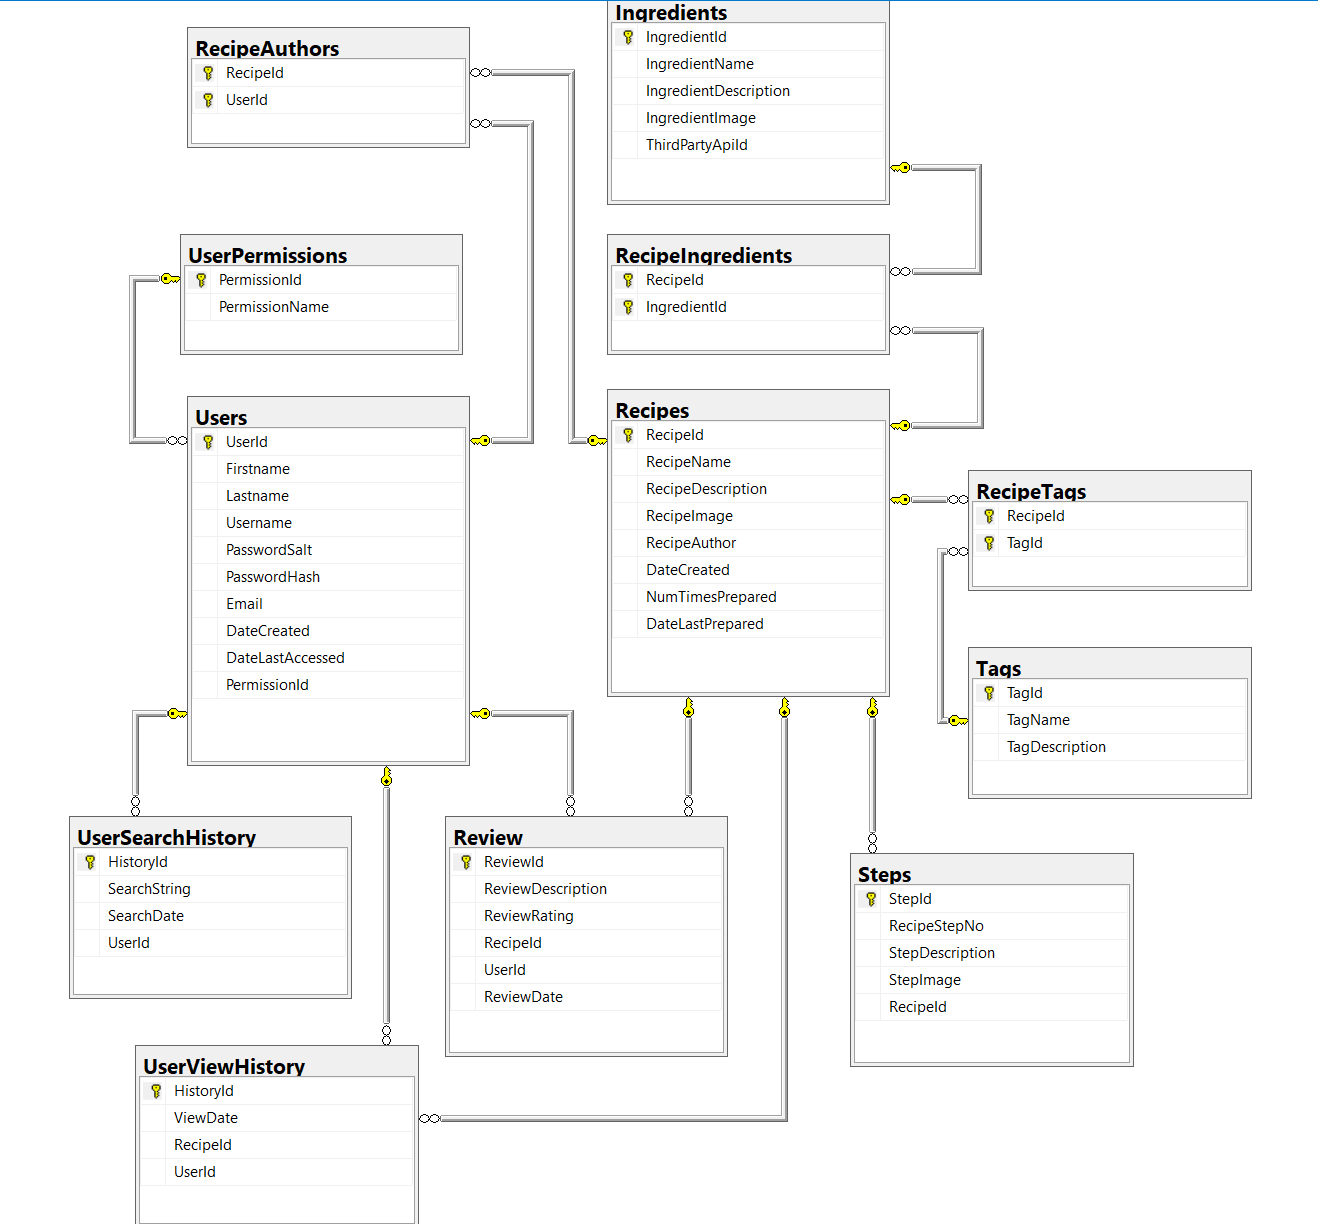 RecipeAuthors
RecipeId
UserId
Ingredients
IngredientId
IngredientName
IngredientDescription
IngredientImage
ThirdPartyApiId
UserPermissions
PermissionId
PermissionName
RecipeIngredients
RecipeId
IngredientId
Users
UserId
Firstname
Lastname
Username
PasswordSalt
PasswordHash
Email
DateCreated
DateLastAccessed
PermissionId
Recipes
RecipeId
RecipeName
RecipeDescription
RecipeImage
RecipeAuthor
DateCreated
NumTimesPrepared
DateLastPrepared
RecipeTags
RecipeId
TagId
Tags
TagId
TagName
TagDescription
UserSearchHistory
HistoryId
SearchString
SearchDate
UserId
Review
ReviewId
ReviewDescription
ReviewRating
RecipeId
UserId
ReviewDate
Steps
StepId
RecipeStepNo
StepDescription
StepImage
RecipeId
UserViewHistory
HistoryId
ViewDate
RecipeId
UserId